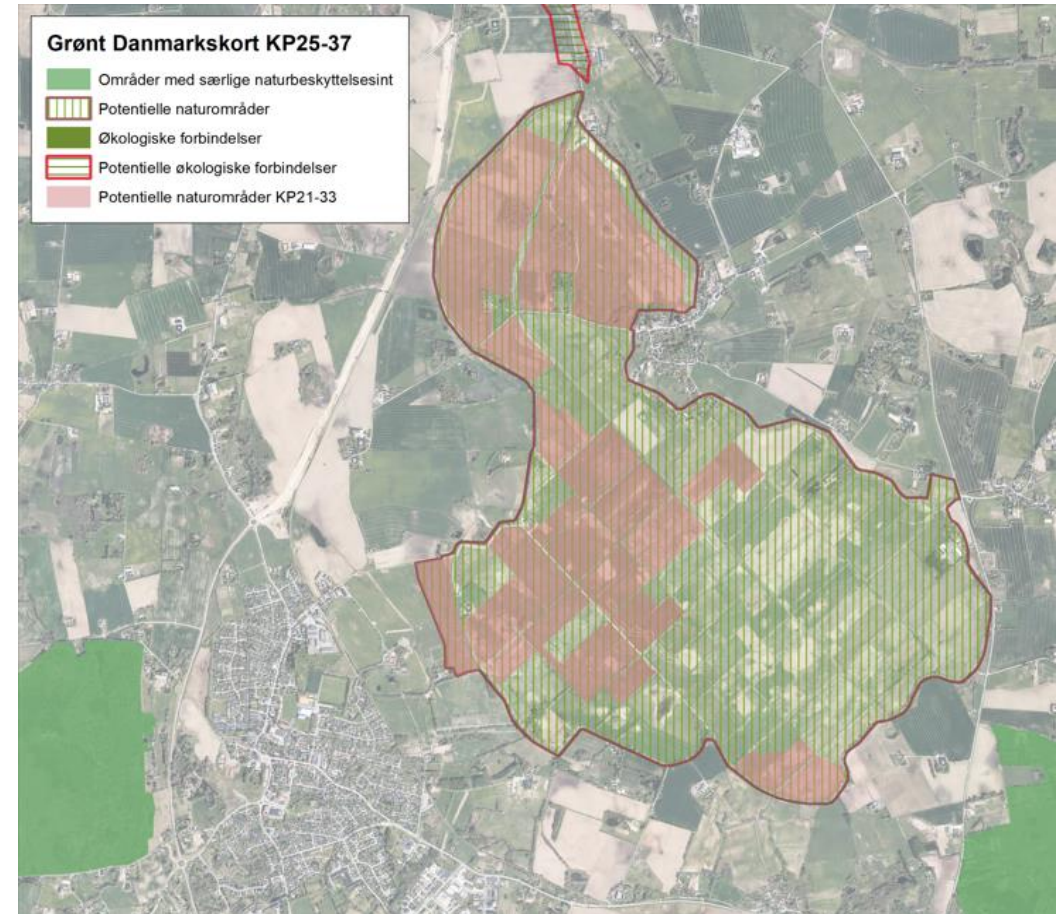 Grønt Danmarkskort KP25-37
Områder med særlige naturbeskyttelsesint
Potentielle naturområder
Økologiske forbindelser
Potentielle økologiske forbindelser
Potentielle naturområder KP21-33